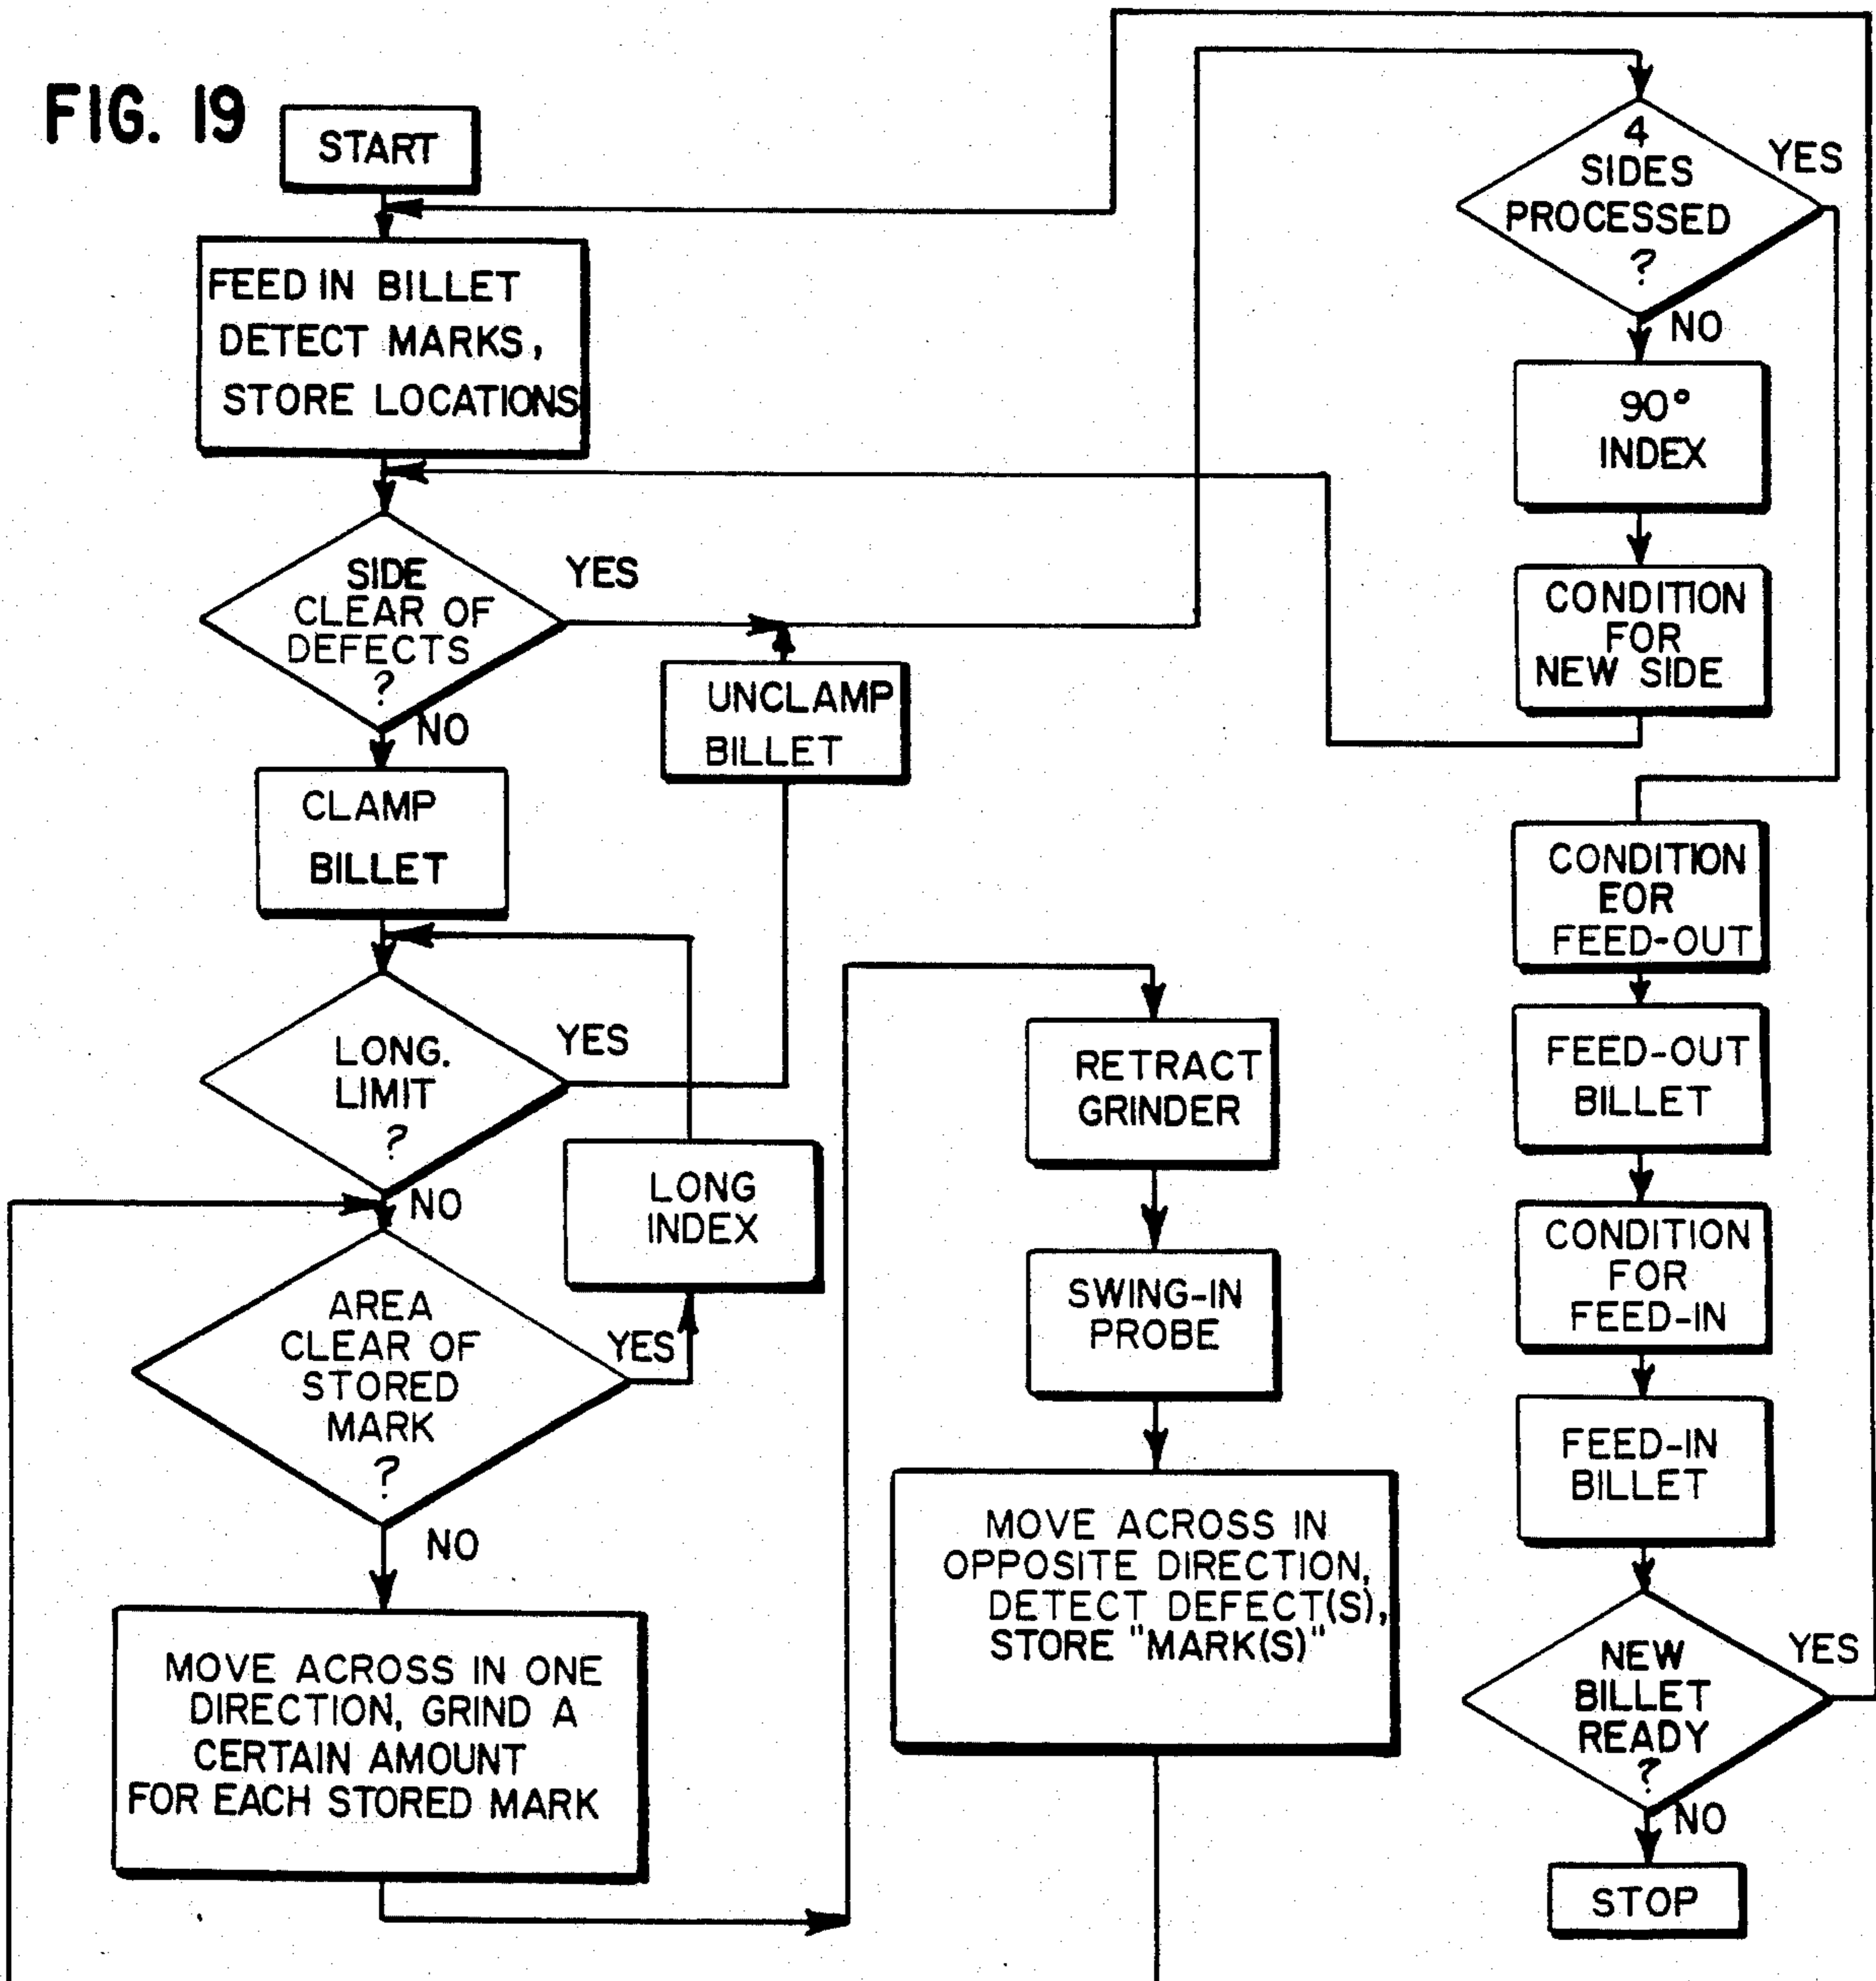 FIG. 19
START
FEED IN BILLET
DETECT MARKS,
STORE LOCATIONS
SIDE
CLEAR OF
DEFECTS
?
YES
NO
CLAMP
BILLET
UNCLAMP
BILLET
LONG.
LIMIT
?
YES
NO
LONG
INDEX
AREA
CLEAR OF
STORED
MARK
?
YES
NO
MOVE ACROSS IN ONE
DIRECTION, GRIND A
CERTAIN AMOUNT
FOR EACH STORED MARK
RETRACT
GRINDER
SWING-IN
PROBE
MOVE ACROSS IN
OPPOSITE DIRECTION,
DETECT DEFECT(S),
STORE "MARK(S)"
4
SIDES
PROCESSED
?
YES
NO
90°
INDEX
CONDITION
FOR
NEW SIDE
CONDITION
EOR
FEED-OUT
FEED-OUT
BILLET
CONDITION
FOR
FEED-IN
FEED-IN
BILLET
NEW
BILLET
READY
?
YES
NO
STOP